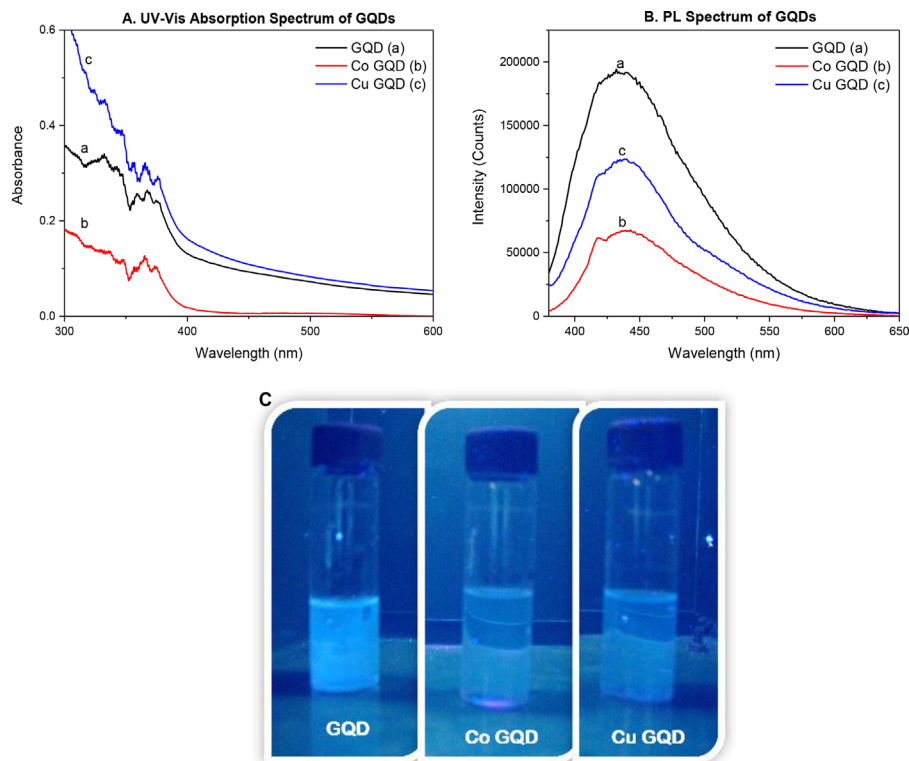 A. UV-Vis Absorption Spectrum of GQDs
GQD (a)
Co GQD (b)
Cu GQD (c)
c
a
b
0.6
0.4
0.2
0.0
Absorbance
300
400
500
600
Wavelength (nm)
B. PL Spectrum of GQDs
GQD (a)
Co GQD (b)
Cu GQD (c)
a
c
b
200000
150000
100000
50000
0
Intensity (Counts)
400
450
500
550
600
650
Wavelength (nm)
C
GQD
Co GQD
Cu GQD